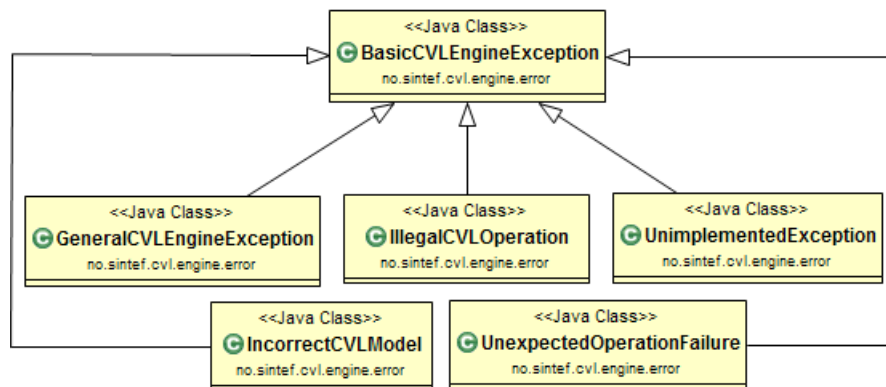 <<Java Class>>
BasicCVLEngineException
no.sintef.cvl.engine.error
<<Java Class>>
GeneralCVLEngineException
no.sintef.cvl.engine.error
<<Java Class>>
IllegalCVLOperation
no.sintef.cvl.engine.error
<<Java Class>>
UnimplementedException
no.sintef.cvl.engine.error
<<Java Class>>
IncorrectCVLModel
no.sintef.cvl.engine.error
<<Java Class>>
UnexpectedOperationFailure
no.sintef.cvl.engine.error